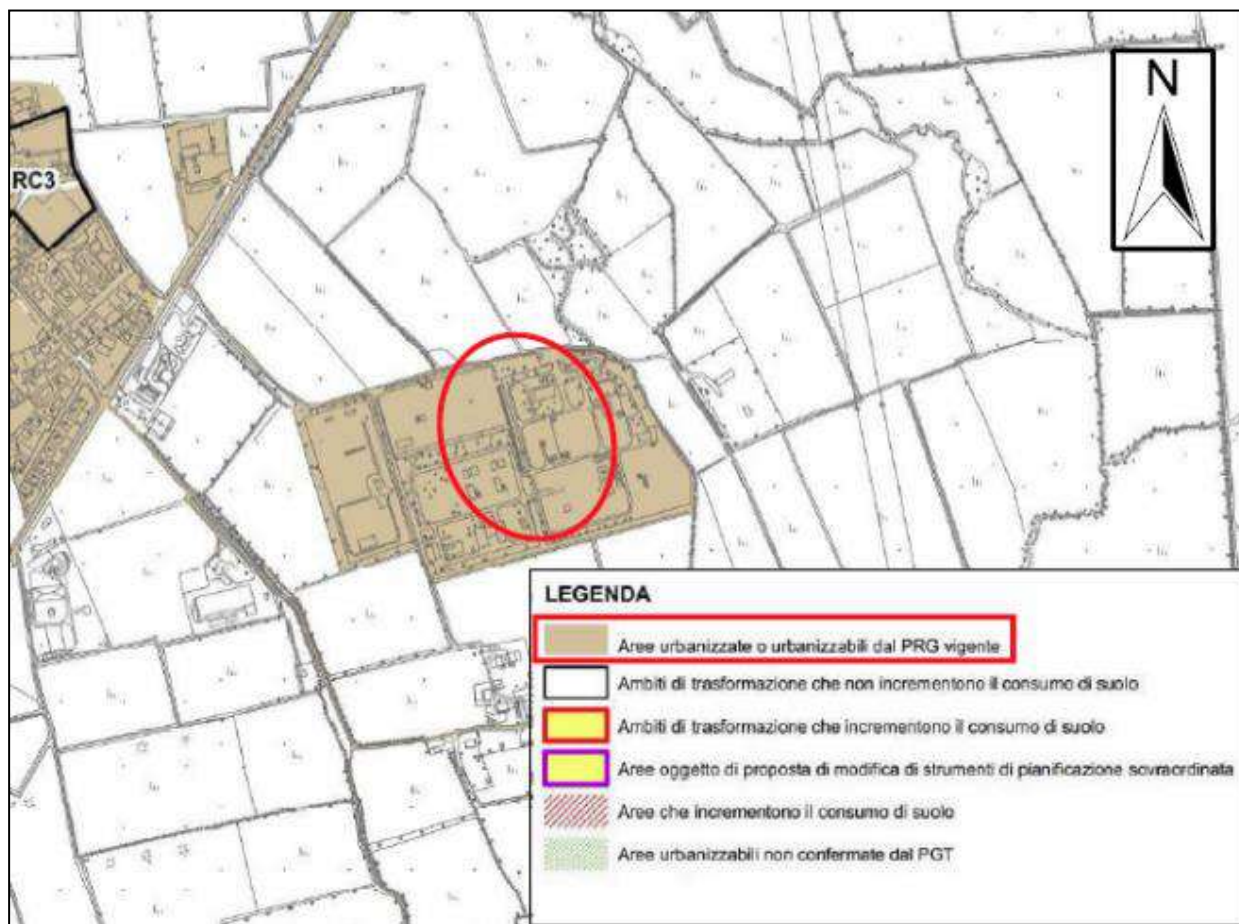 N
RC3
LEGENDA
Aree urbanizzate o urbanizzabili dal PRG vigente
Ambiti di trasformazione che non incrementono il consumo di suolo
Ambiti di trasformazione che incrementono il consumo di suolo
Aree oggetto di proposta di modifica di strumenti di pianificazione sovraordinata
Aree che incrementono il consumo di suolo
Aree urbanizzabili non confermate dal PGT